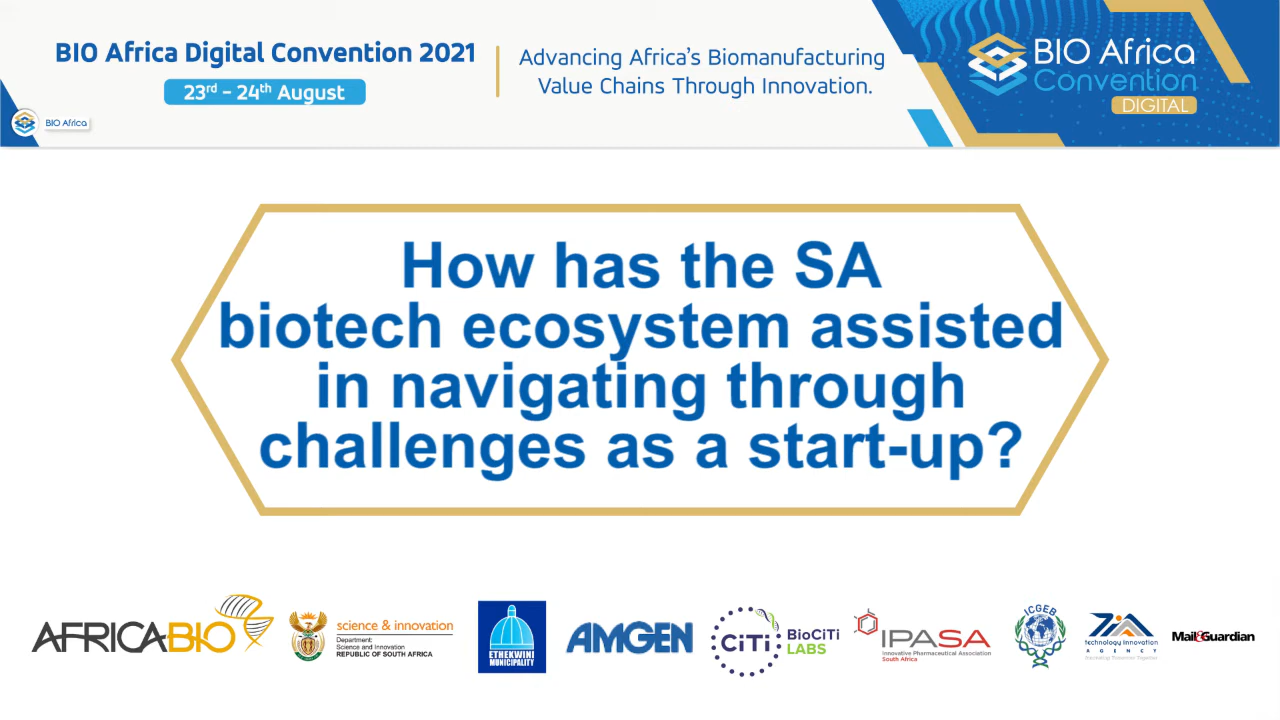 BIO Africa Digital Convention 2021
23rd - 24th August
Advancing Africa's Biomanufacturing
Value Chains Through Innovation.
BIO Africa
Convention
DIGITAL
BIO Africa
How has the SA
biotech ecosystem assisted
in navigating through
challenges as a start-up?
AFRICABIO
science & innovation
Department:
Science and Innovation
REPUBLIC OF SOUTH AFRICA
ETHEKWINI
MUNICIPALITY
AMGEN
CiTi
BioCiTi
LABS
IPASA
Innovative Pharmaceutical Association
South Africa
ICGEB
technology innovation
AGENCY
Mail&Guardian